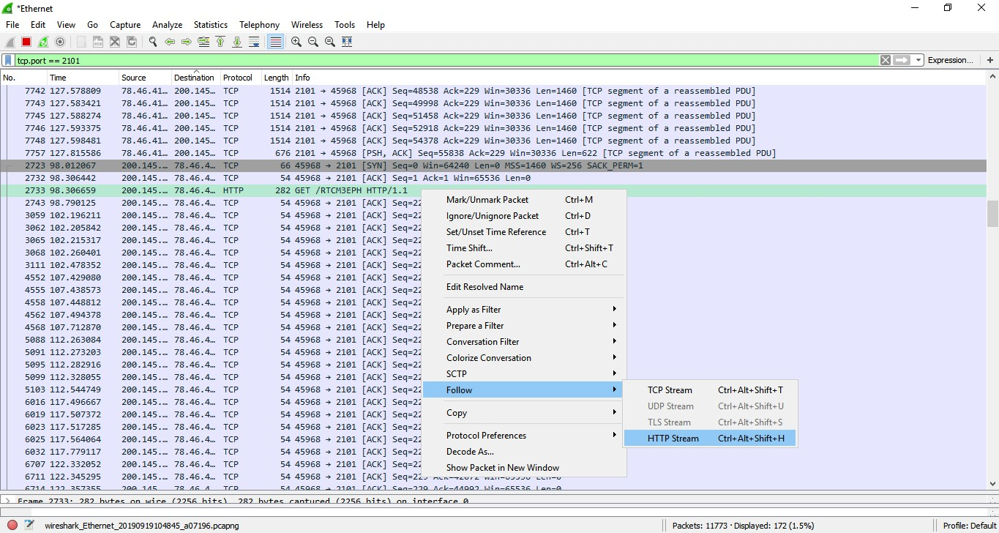 *Ethernet
File Edit View Go Capture Analyze Statistics Telephony Wireless Tools Help
tcp.port == 2101 Expression... +
No. Time Source Destination Protocol Length Info
7742 127.578809 78.46.41… 200.145… TCP 1514 2101 → 45968 [ACK] Seq=48538 Ack=229 Win=30336 Len=1460 [TCP segment of a reassembled PDU]
7743 127.583421 78.46.41… 200.145… TCP 1514 2101 → 45968 [ACK] Seq=49998 Ack=229 Win=30336 Len=1460 [TCP segment of a reassembled PDU]
7745 127.588274 78.46.41… 200.145… TCP 1514 2101 → 45968 [ACK] Seq=51458 Ack=229 Win=30336 Len=1460 [TCP segment of a reassembled PDU]
7746 127.593375 78.46.41… 200.145… TCP 1514 2101 → 45968 [ACK] Seq=52918 Ack=229 Win=30336 Len=1460 [TCP segment of a reassembled PDU]
7748 127.598481 78.46.41… 200.145… TCP 1514 2101 → 45968 [ACK] Seq=54378 Ack=229 Win=30336 Len=1460 [TCP segment of a reassembled PDU]
7757 127.815586 78.46.41… 200.145… TCP 676 2101 → 45968 [PSH, ACK] Seq=55838 Ack=229 Win=30336 Len=622 [TCP segment of a reassembled PDU]
2723 98.012067 200.145.… 78.46.4… TCP 66 45968 → 2101 [SYN] Seq=0 Win=64240 Len=0 MSS=1460 WS=256 SACK_PERM=1
2732 98.306442 200.145.… 78.46.4… TCP 54 45968 → 2101 [ACK] Seq=1 Ack=1 Win=65536 Len=0
2733 98.306659 200.145.… 78.46.4… HTTP 282 GET /RTCM3EPH HTTP/1.1
2743 98.790125 200.145.… 78.46.4… TCP 54 45968 → 2101 [ACK] Seq=22
3059 102.196211 200.145.… 78.46.4… TCP 54 45968 → 2101 [ACK] Seq=22
3062 102.205842 200.145.… 78.46.4… TCP 54 45968 → 2101 [ACK] Seq=22
3065 102.215317 200.145.… 78.46.4… TCP 54 45968 → 2101 [ACK] Seq=22
3068 102.260401 200.145.… 78.46.4… TCP 54 45968 → 2101 [ACK] Seq=22
3111 102.478352 200.145.… 78.46.4… TCP 54 45968 → 2101 [ACK] Seq=22
4552 107.429080 200.145.… 78.46.4… TCP 54 45968 → 2101 [ACK] Seq=22
4555 107.438573 200.145.… 78.46.4… TCP 54 45968 → 2101 [ACK] Seq=22
4558 107.448812 200.145.… 78.46.4… TCP 54 45968 → 2101 [ACK] Seq=22
4562 107.494378 200.145.… 78.46.4… TCP 54 45968 → 2101 [ACK] Seq=22
4568 107.712870 200.145.… 78.46.4… TCP 54 45968 → 2101 [ACK] Seq=22
5088 112.263084 200.145.… 78.46.4… TCP 54 45968 → 2101 [ACK] Seq=22
5091 112.273203 200.145.… 78.46.4… TCP 54 45968 → 2101 [ACK] Seq=22
5095 112.282916 200.145.… 78.46.4… TCP 54 45968 → 2101 [ACK] Seq=22
5099 112.328055 200.145.… 78.46.4… TCP 54 45968 → 2101 [ACK] Seq=22
5103 112.544749 200.145.… 78.46.4… TCP 54 45968 → 2101 [ACK] Seq=22
6016 117.496667 200.145.… 78.46.4… TCP 54 45968 → 2101 [ACK] Seq=22
6019 117.507372 200.145.… 78.46.4… TCP 54 45968 → 2101 [ACK] Seq=22
6023 117.517285 200.145.… 78.46.4… TCP 54 45968 → 2101 [ACK] Seq=22
6025 117.564064 200.145.… 78.46.4… TCP 54 45968 → 2101 [ACK] Seq=22
6032 117.779117 200.145.… 78.46.4… TCP 54 45968 → 2101 [ACK] Seq=22
6707 122.332052 200.145.… 78.46.4… TCP 54 45968 → 2101 [ACK] Seq=22
6711 122.345295 200.145.… 78.46.4… TCP 54 45968 → 2101 [ACK] Seq=229 Ack=42072 Win=65536 Len=0
6714 122.357355 200.145.… 78.46.4… TCP 54 45968 → 2101 [ACK] Seq=229 Ack=44992 Win=65536 Len=0
Mark/Unmark Packet Ctrl+M
Ignore/Unignore Packet Ctrl+D
Set/Unset Time Reference Ctrl+T
Time Shift... Ctrl+Shift+T
Packet Comment... Ctrl+Alt+C
Edit Resolved Name
Apply as Filter
Prepare a Filter
Conversation Filter
Colorize Conversation
SCTP
Follow
Copy
Protocol Preferences
Decode As...
Show Packet in New Window
TCP Stream Ctrl+Alt+Shift+T
UDP Stream Ctrl+Alt+Shift+U
TLS Stream Ctrl+Alt+Shift+S
HTTP Stream Ctrl+Alt+Shift+H
Frame 2733: 282 bytes on wire (2256 bits), 282 bytes captured (2256 bits) on interface 0
wireshark_Ethernet_20190919104845_a07196.pcapng Packets: 11773 · Displayed: 172 (1.5%) Profile: Default